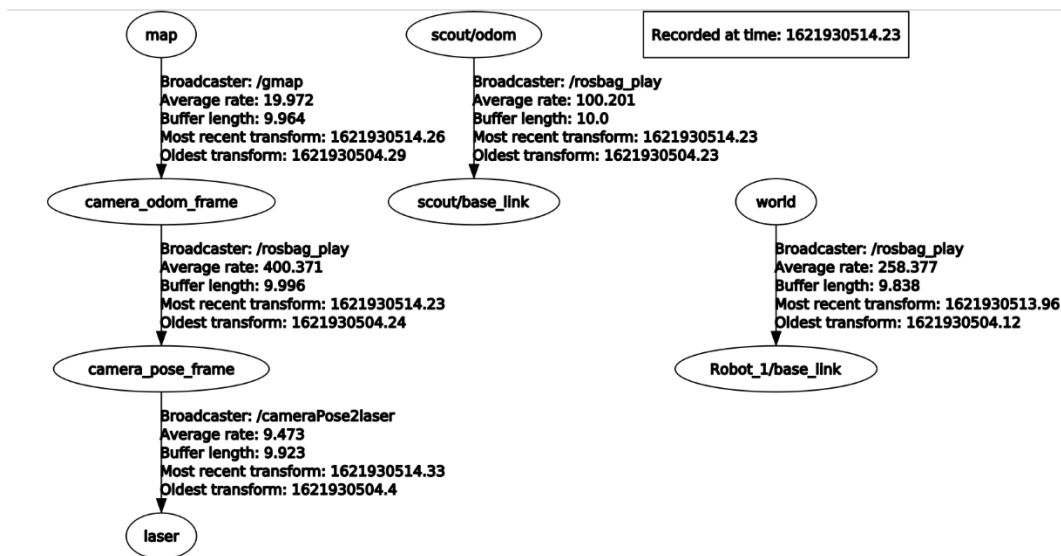 map
scout/odom
Recorded at time: 1621930514.23
Broadcaster: /gmap
Average rate: 19.972
Buffer length: 9.964
Most recent transform: 1621930514.26
Oldest transform: 1621930504.29
Broadcaster: /rosbag_play
Average rate: 100.201
Buffer length: 10.0
Most recent transform: 1621930514.23
Oldest transform: 1621930504.23
camera_odom_frame
scout/base_link
world
Broadcaster: /rosbag_play
Average rate: 400.371
Buffer length: 9.996
Most recent transform: 1621930514.23
Oldest transform: 1621930504.24
Broadcaster: /rosbag_play
Average rate: 258.377
Buffer length: 9.838
Most recent transform: 1621930513.96
Oldest transform: 1621930504.12
camera_pose_frame
Robot_1/base_link
Broadcaster: /cameraPose2laser
Average rate: 9.473
Buffer length: 9.923
Most recent transform: 1621930514.33
Oldest transform: 1621930504.4
laser